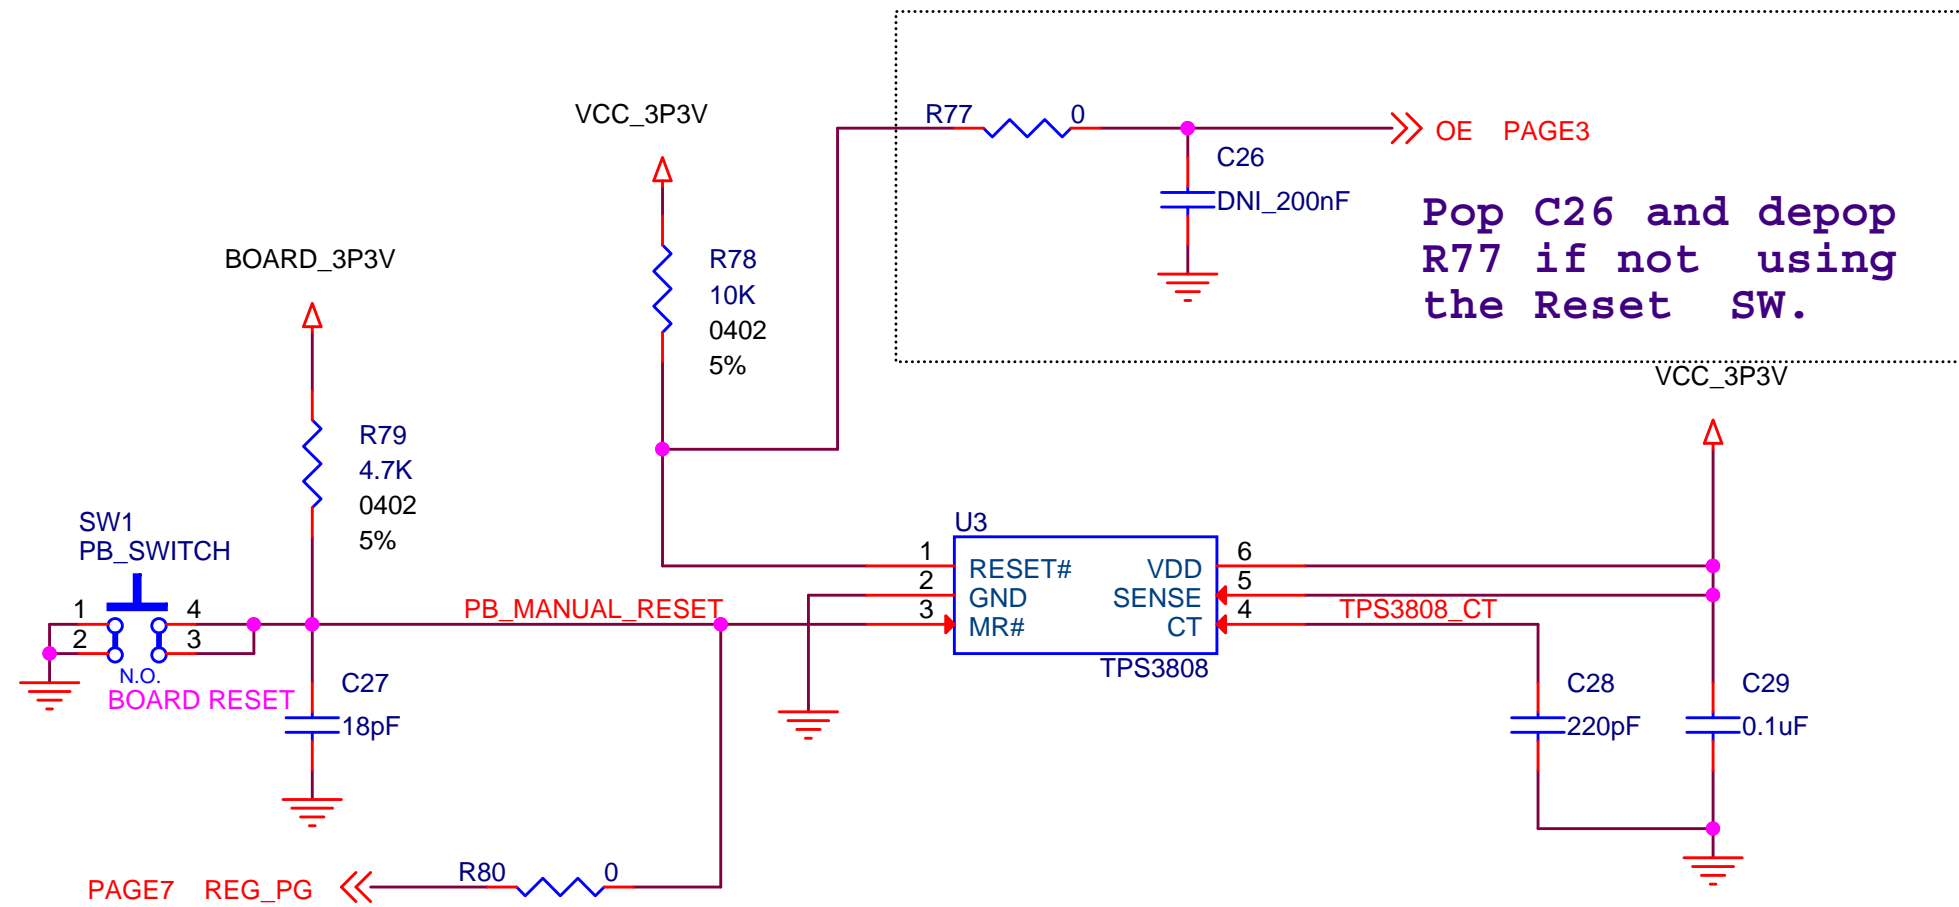 VCC_3P3V
R77 0
OE PAGE3
C26
DNI_200nF
Pop C26 and depop
R77 if not using
the Reset SW.
BOARD_3P3V
R78
10K
0402
5%
VCC_3P3V
R79
4.7K
0402
5%
SW1
PB_SWITCH
1 4
2 3
N.O.
BOARD RESET
PB_MANUAL_RESET
U3
1 RESET# VDD 6
2 GND SENSE 5
3 MR# CT 4
TPS3808
TPS3808_CT
C27
18pF
C28
220pF
C29
0.1uF
PAGE7 REG_PG
R80 0